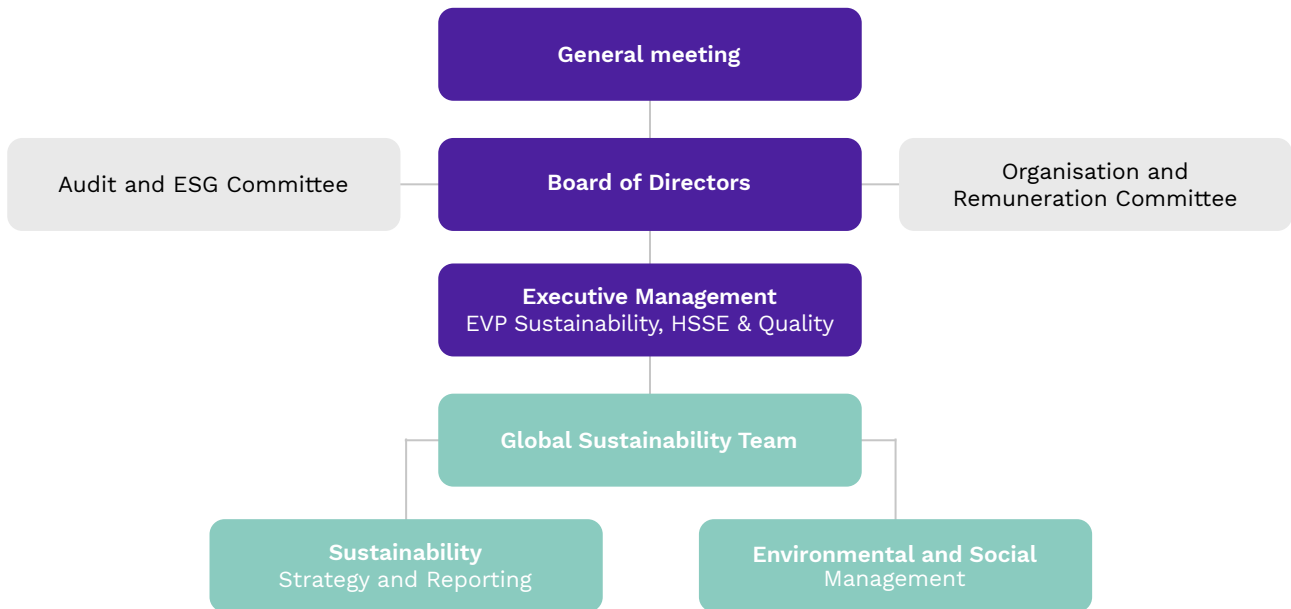 General meeting
Audit and ESG Committee
Board of Directors
Organisation and
Remuneration Committee
Executive Management
EVP Sustainability, HSSE & Quality
Global Sustainability Team
Sustainability
Strategy and Reporting
Environmental and Social
Management